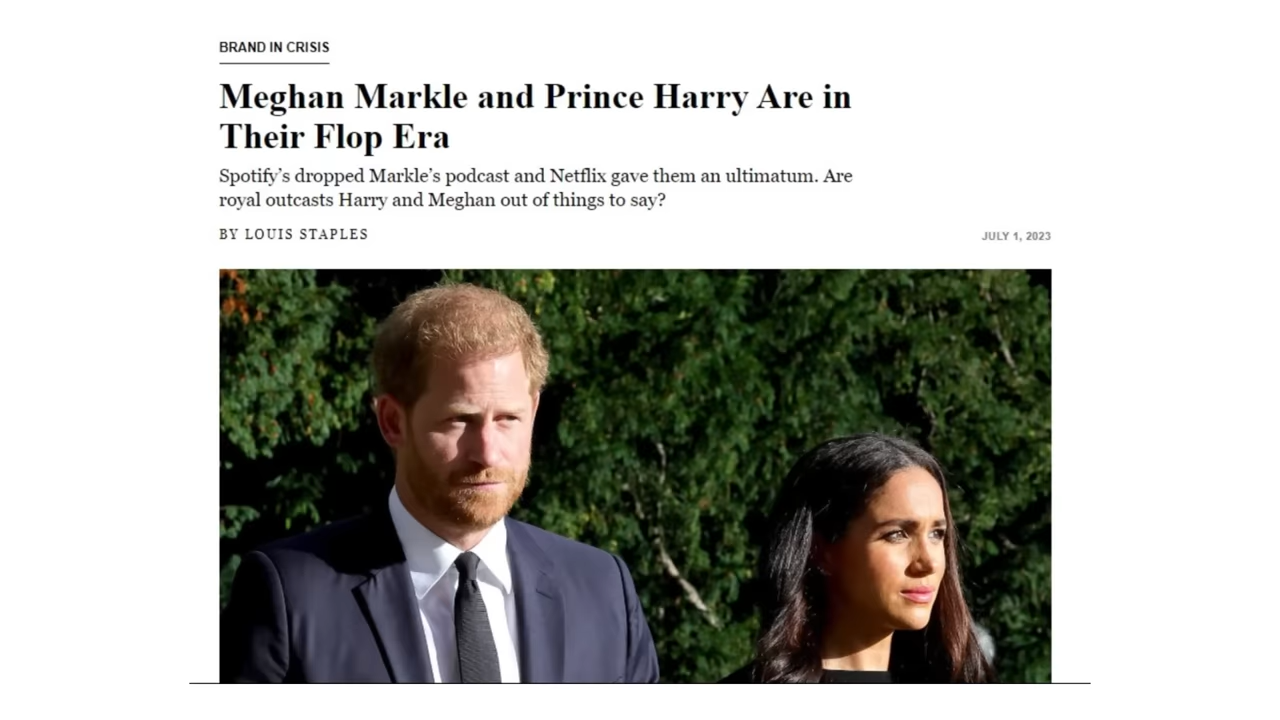 BRAND IN CRISIS
Meghan Markle and Prince Harry Are in
Their Flop Era
Spotify’s dropped Markle’s podcast and Netflix gave them an ultimatum. Are
royal outcasts Harry and Meghan out of things to say?
BY LOUIS STAPLES
JULY 1, 2023